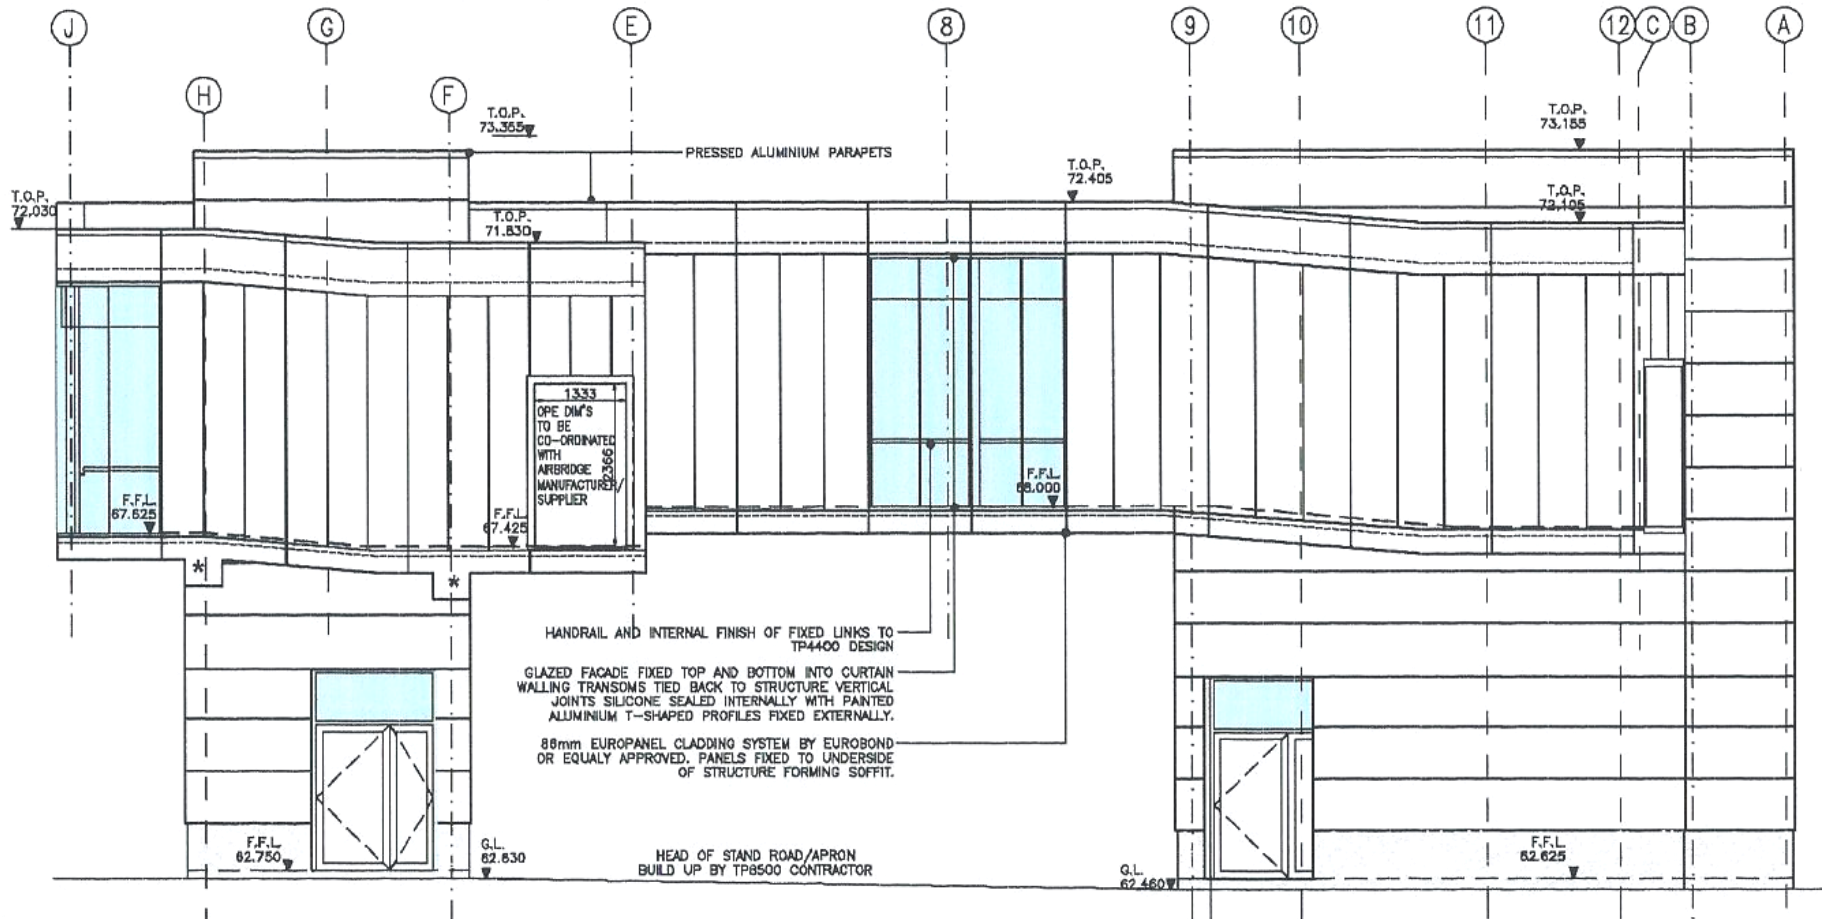 J
G
E
8
9
10
11
12
C
B
A
H
F
T.O.P.
73.355
T.O.P.
73.155
PRESSED ALUMINIUM PARAPETS
T.O.P.
72.405
T.O.P.
72.030
T.O.P.
72.105
T.O.P.
71.830
1333
OPE DIM'S
TO BE
CO-ORDINATED
WITH
AIRBRIDGE
MANUFACTURER/
SUPPLIER
2366
F.F.L.
68.000
F.F.L.
67.625
F.F.L.
67.425
*
*
HANDRAIL AND INTERNAL FINISH OF FIXED LINKS TO
TP4400 DESIGN
GLAZED FACADE FIXED TOP AND BOTTOM INTO CURTAIN
WALLING TRANSOMS TIED BACK TO STRUCTURE VERTICAL
JOINTS SILICONE SEALED INTERNALLY WITH PAINTED
ALUMINIUM T-SHAPED PROFILES FIXED EXTERNALLY.
86mm EUROPANEL CLADDING SYSTEM BY EUROBOND
OR EQUALY APPROVED. PANELS FIXED TO UNDERSIDE
OF STRUCTURE FORMING SOFFIT.
F.F.L.
62.750
G.L.
62.630
HEAD OF STAND ROAD/APRON
BUILD UP BY TP8500 CONTRACTOR
G.L.
62.460
F.F.L.
62.625